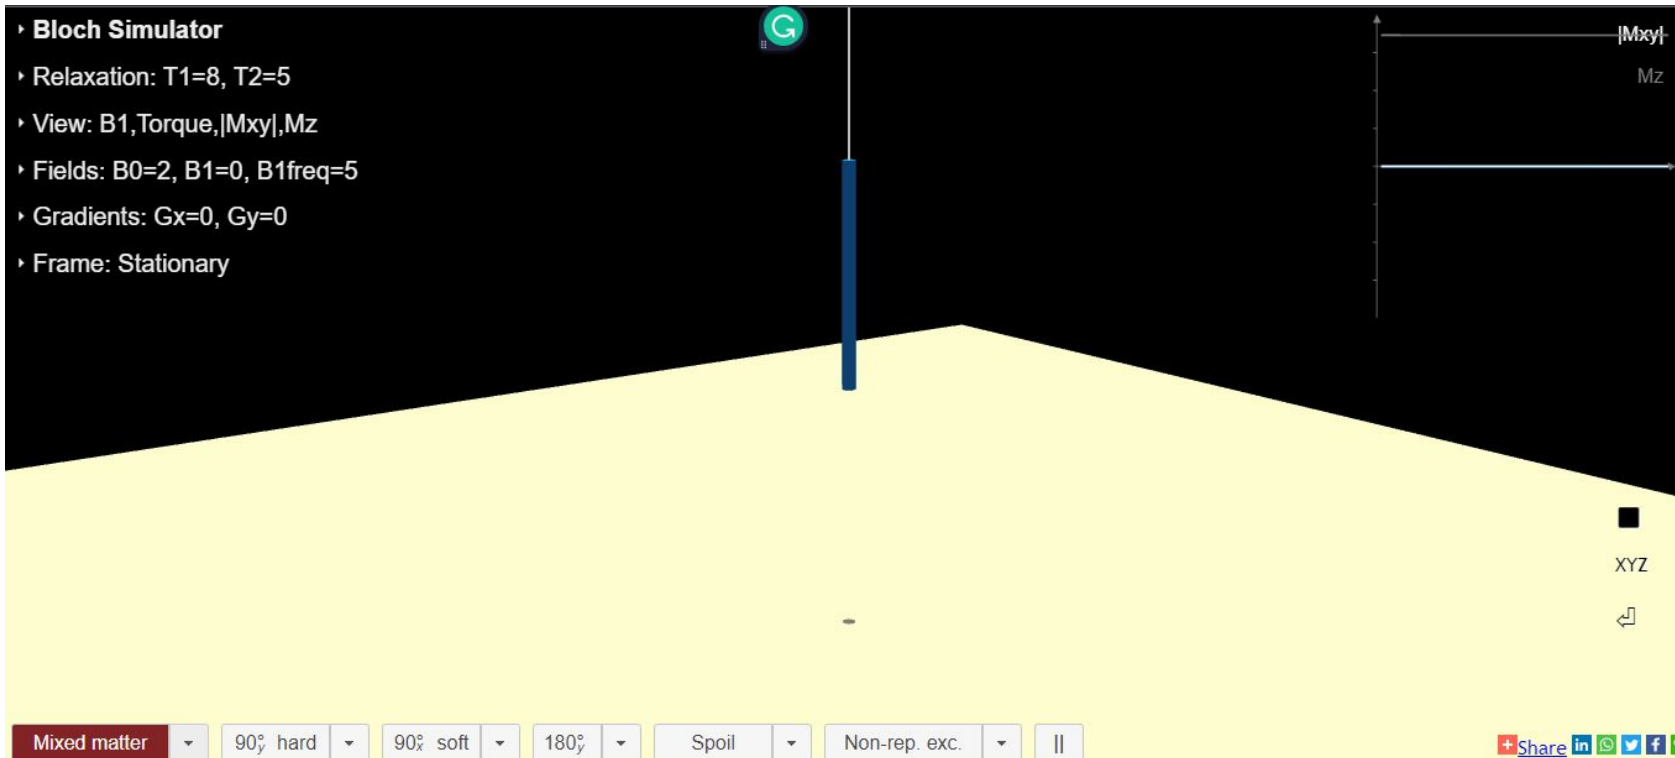 Bloch Simulator
Relaxation: T1=8, T2=5
View: B1,Torque,|Mxy|,Mz
Fields: B0=2, B1=0, B1freq=5
Gradients: Gx=0, Gy=0
Frame: Stationary
G
|Mxy|
Mz
XYZ
Mixed matter 90°y hard 90°x soft 180°y Spoil Non-rep. exc. ||
Share in f